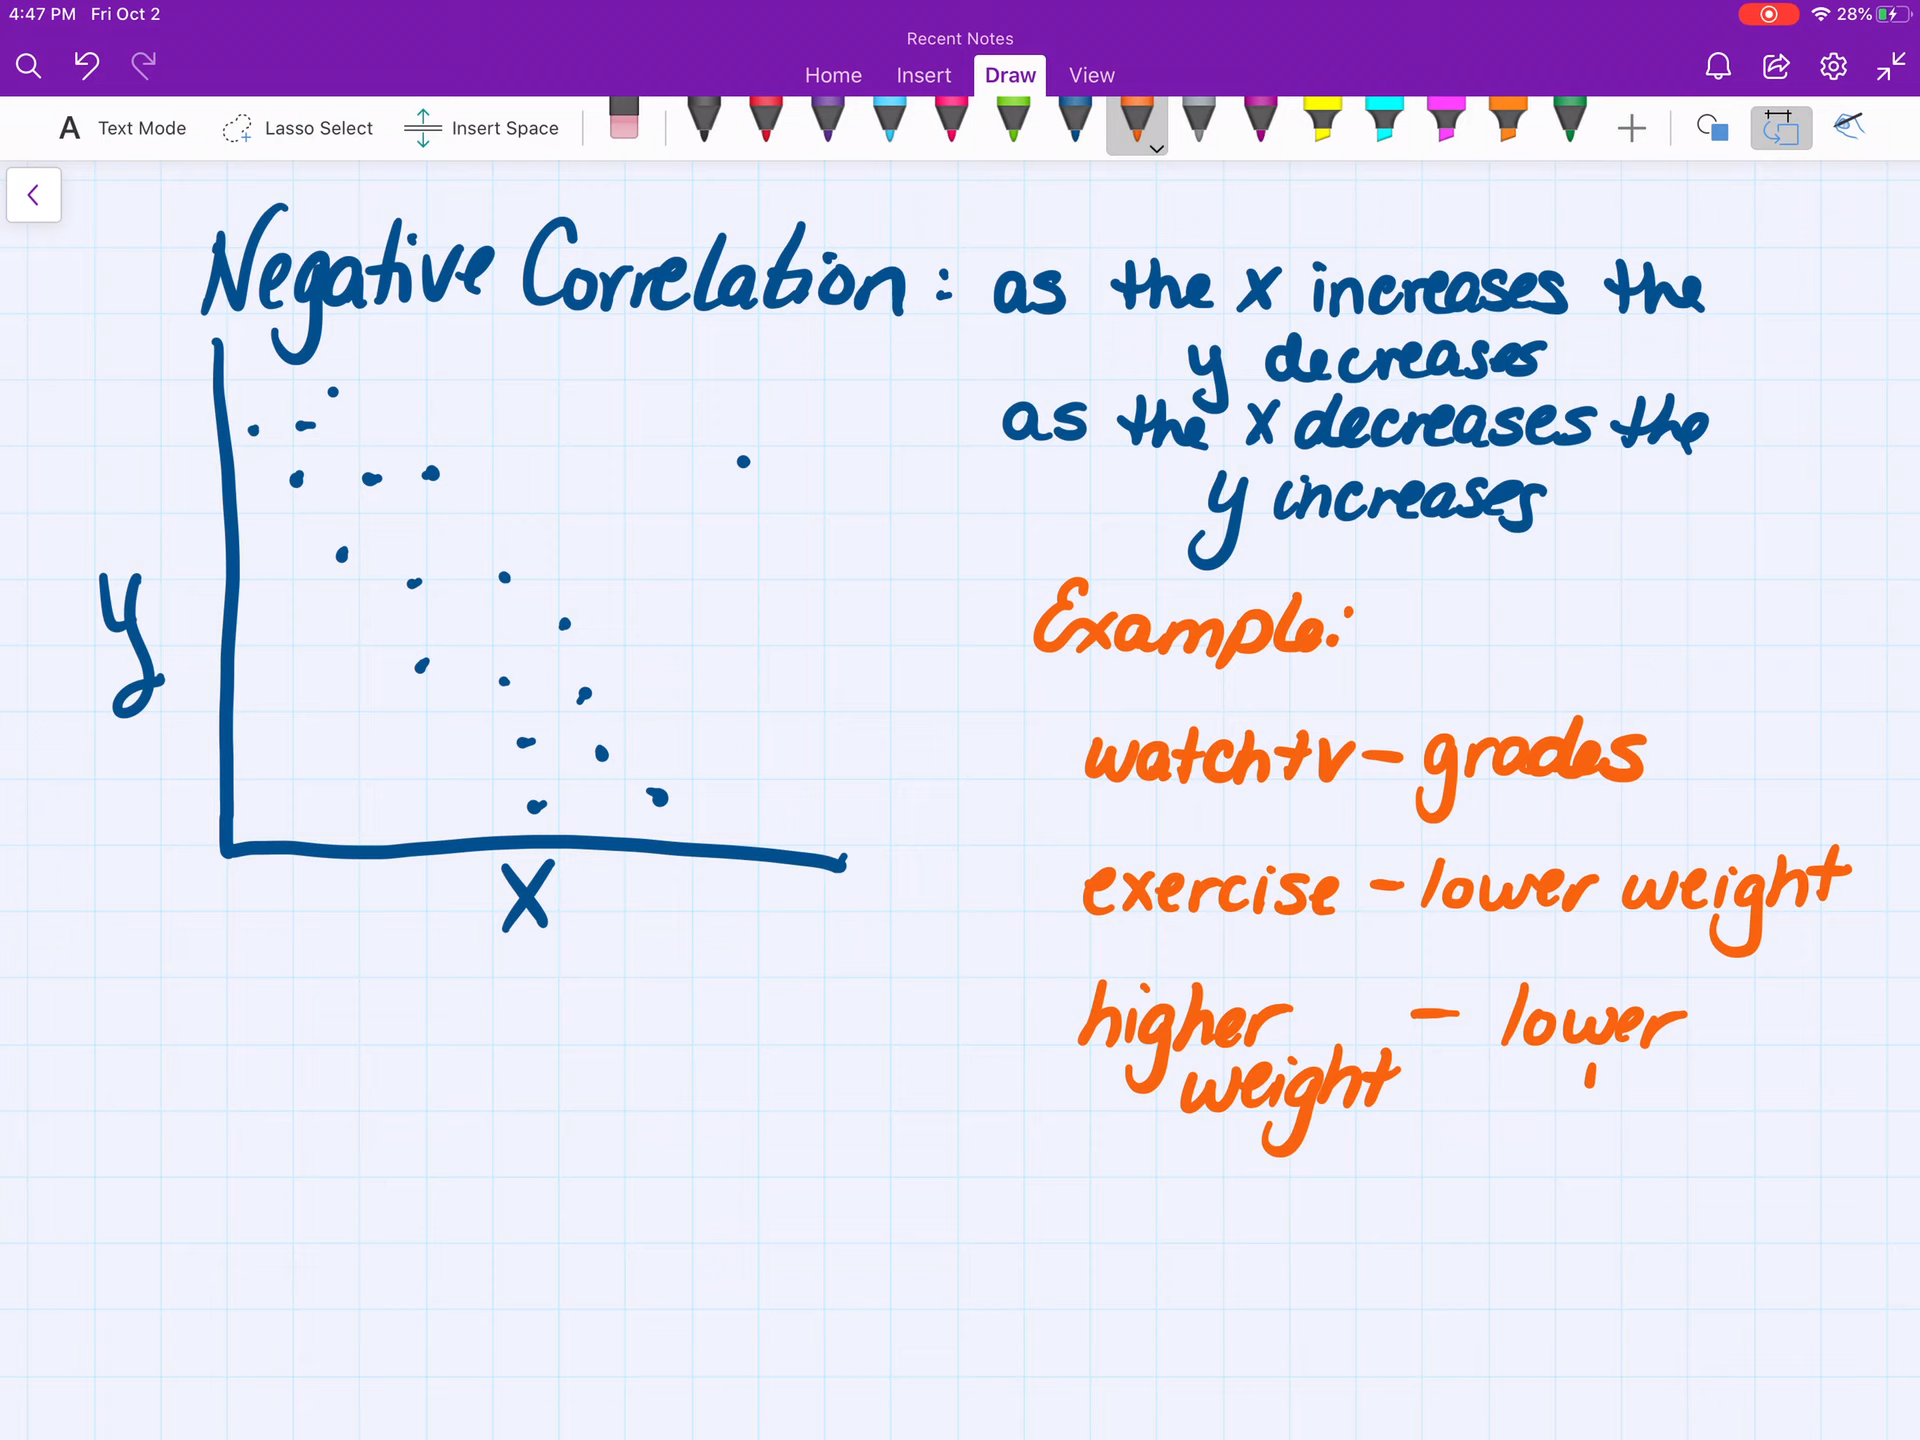 4:47 PM Fri Oct 2
28%
Recent Notes
Home Insert Draw View
A Text Mode Lasso Select Insert Space
Negative Correlation: as the x increases the
y decreases
as the x decreases the
y increases
y
X
Example:
watch tv - grades
exercise - lower weight
higher - lower
weight